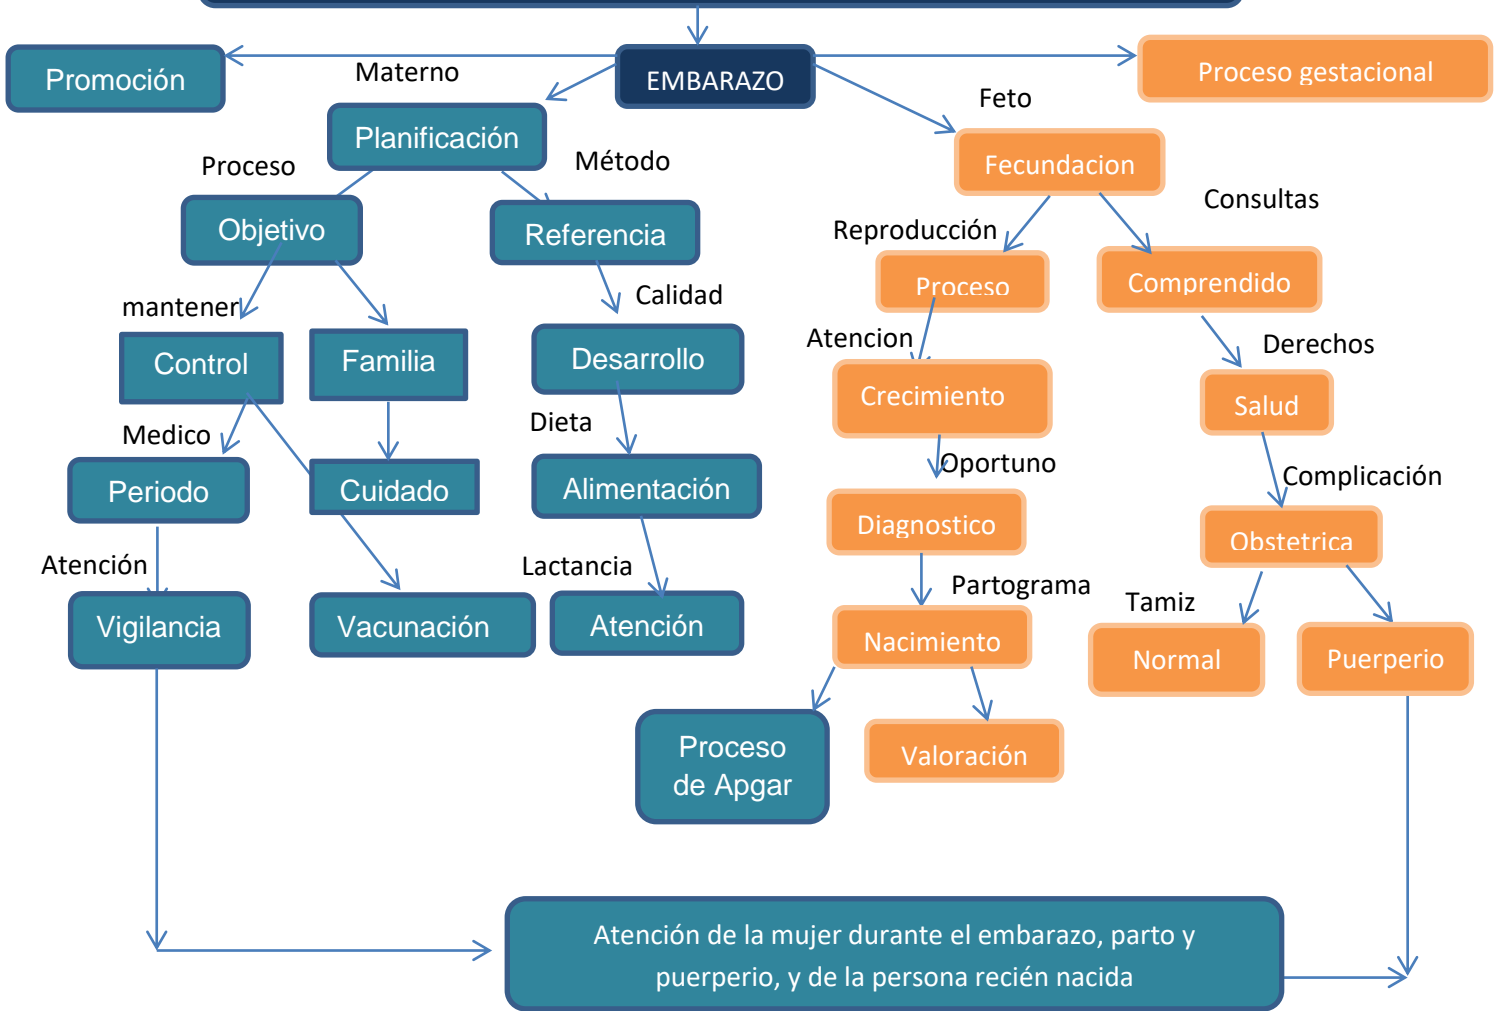 Promoción
Materno
EMBARAZO
Proceso gestacional
Feto
Planificación
Fecundacion
Proceso
Método
Consultas
Objetivo
Referencia
Reproducción
Proceso
Comprendido
mantener
Calidad
Control
Familia
Desarrollo
Atencion
Derechos
Crecimiento
Salud
Medico
Dieta
Oportuno
Complicación
Periodo
Cuidado
Alimentación
Diagnostico
Obstetrica
Atención
Lactancia
Partograma
Tamiz
Vigilancia
Vacunación
Atención
Nacimiento
Normal
Puerperio
Proceso
de Apgar
Valoración
Atención de la mujer durante el embarazo, parto y
puerperio, y de la persona recién nacida